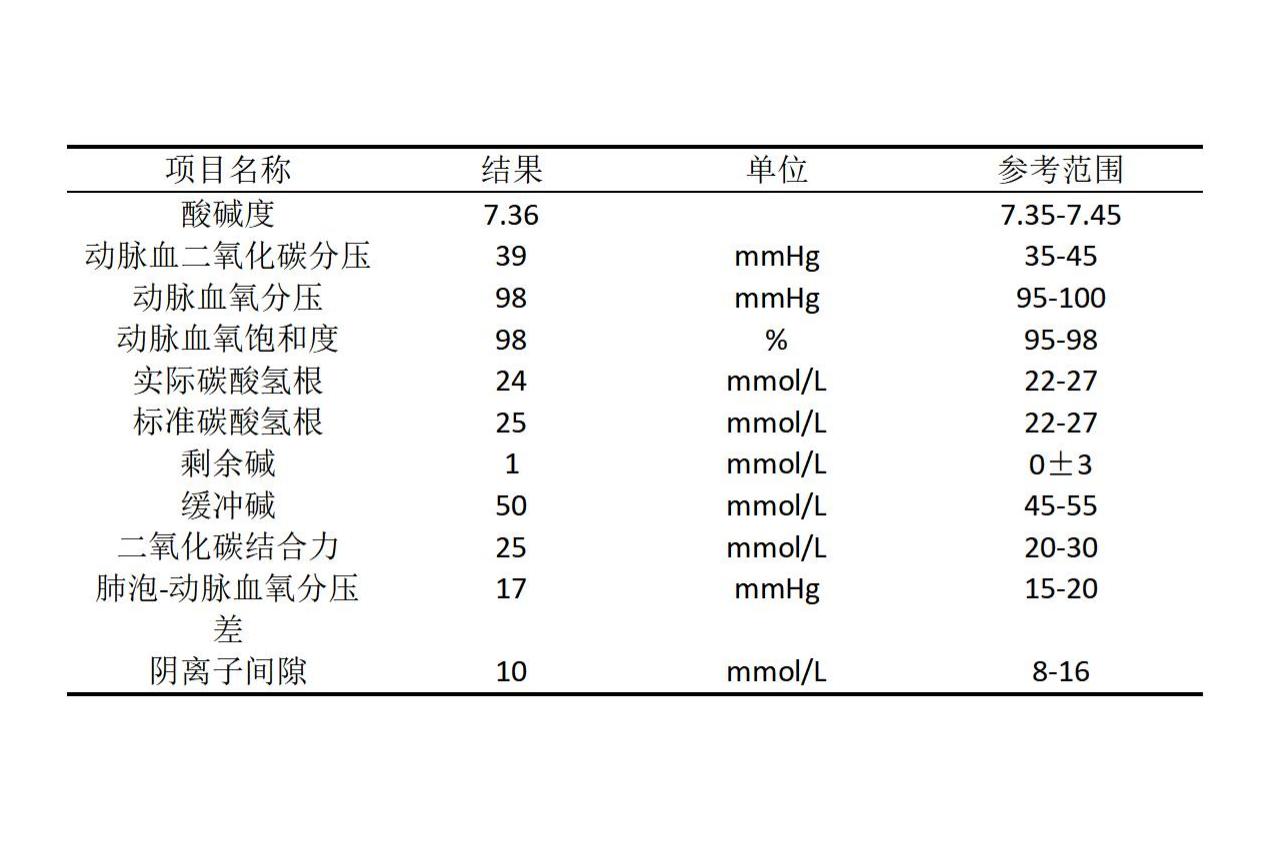 项目名称 结果 单位 参考范围
酸碱度 7.36 7.35-7.45
动脉血二氧化碳分压 39 mmHg 35-45
动脉血氧分压 98 mmHg 95-100
动脉血氧饱和度 98 % 95-98
实际碳酸氢根 24 mmol/L 22-27
标准碳酸氢根 25 mmol/L 22-27
剩余碱 1 mmol/L 0±3
缓冲碱 50 mmol/L 45-55
二氧化碳结合力 25 mmol/L 20-30
肺泡-动脉血氧分压 17 mmHg 15-20
差
阴离子间隙 10 mmol/L 8-16